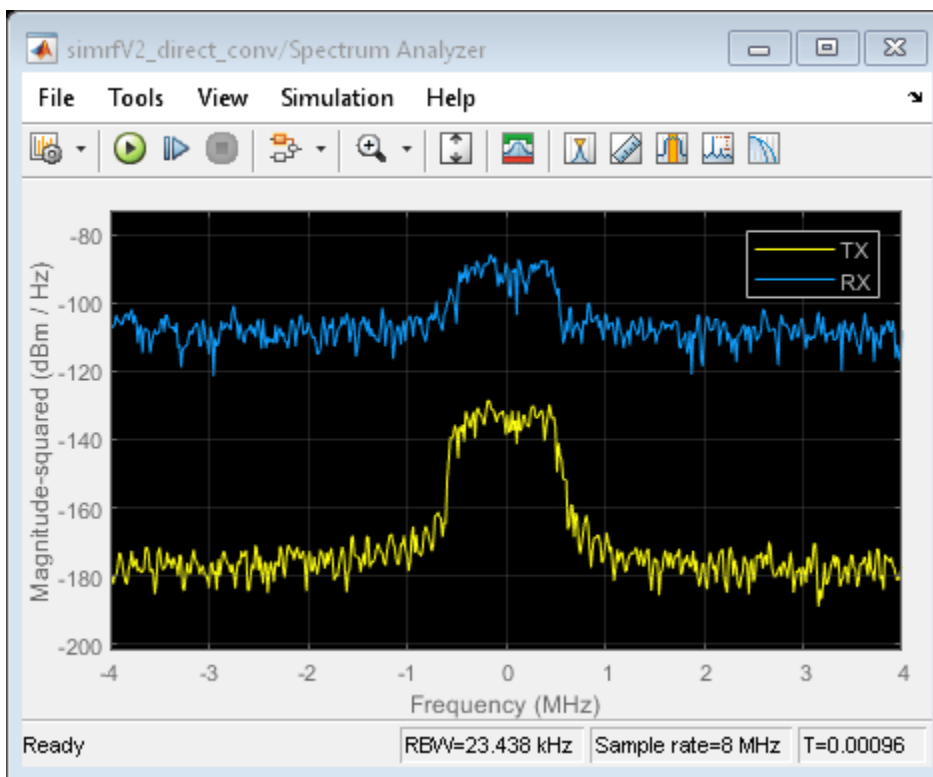 simrfV2_direct_conv/Spectrum Analyzer
File Tools View Simulation Help
TX
RX
Magnitude-squared (dBm / Hz)
-80
-100
-120
-140
-160
-180
-200
-4 -3 -2 -1 0 1 2 3 4
Frequency (MHz)
Ready RBW=23.438 kHz Sample rate=8 MHz T=0.00096